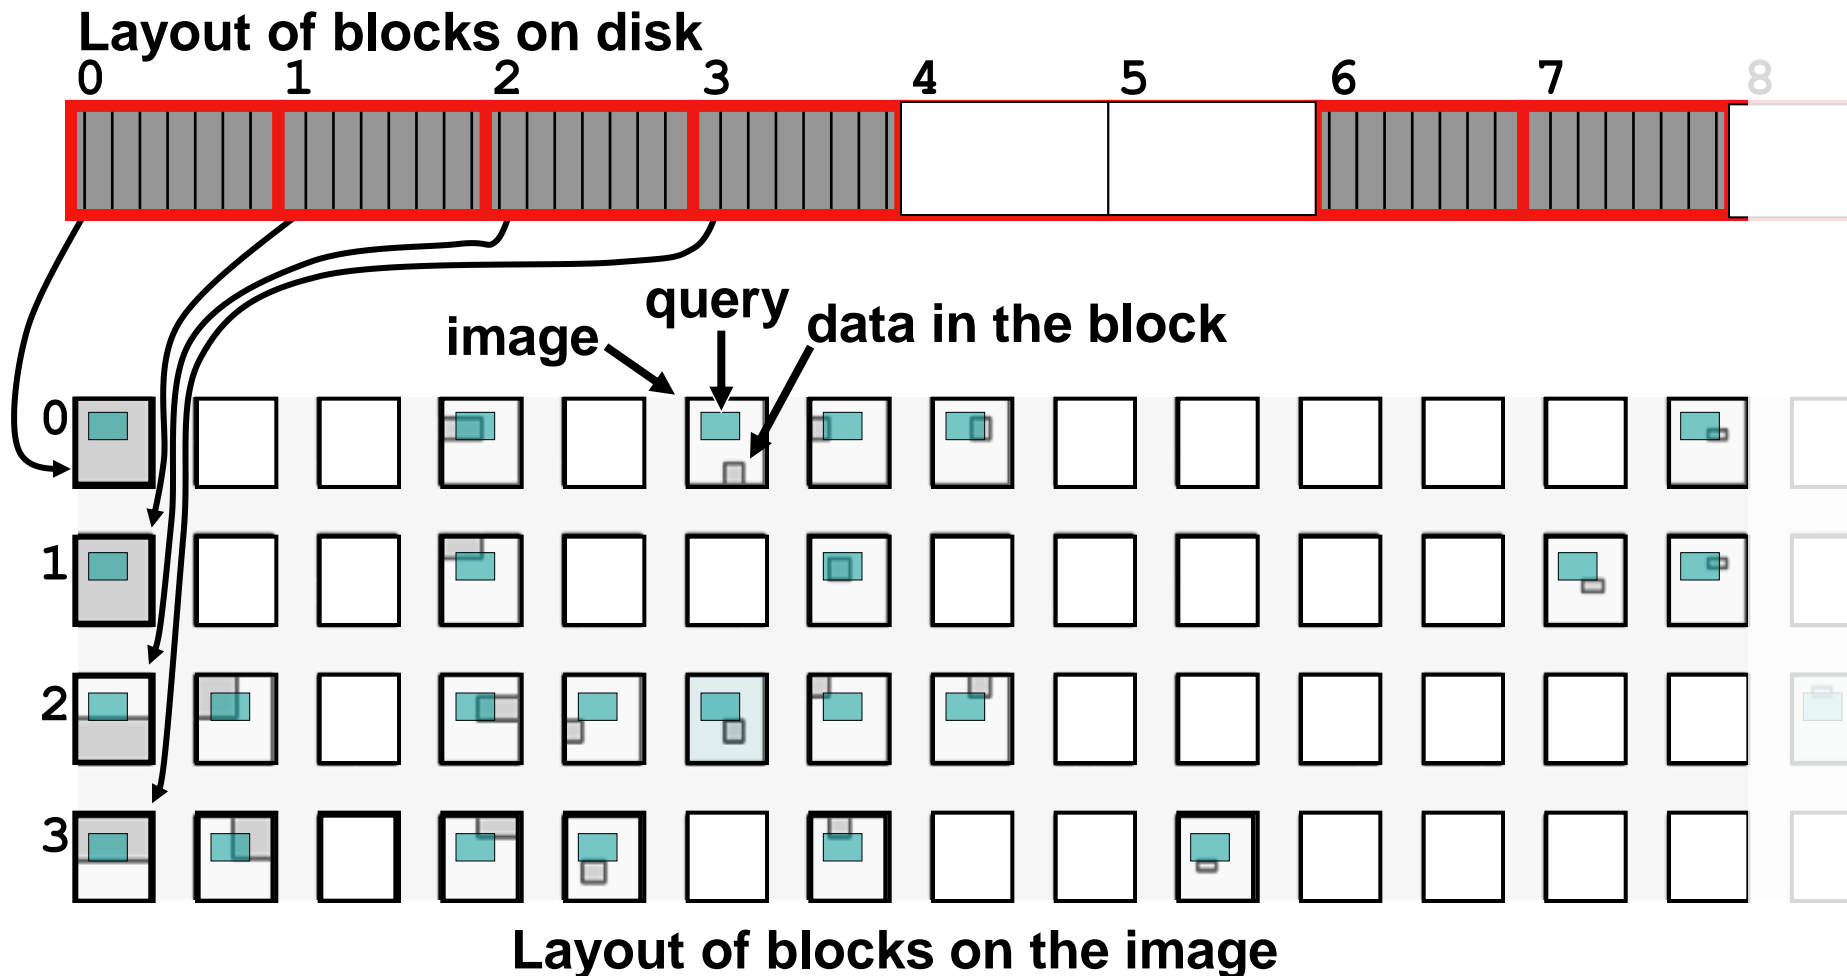 Layout of blocks on disk
0 1 2 3 4 5 6 7 8
query
image
data in the block
0
1
2
3
Layout of blocks on the image